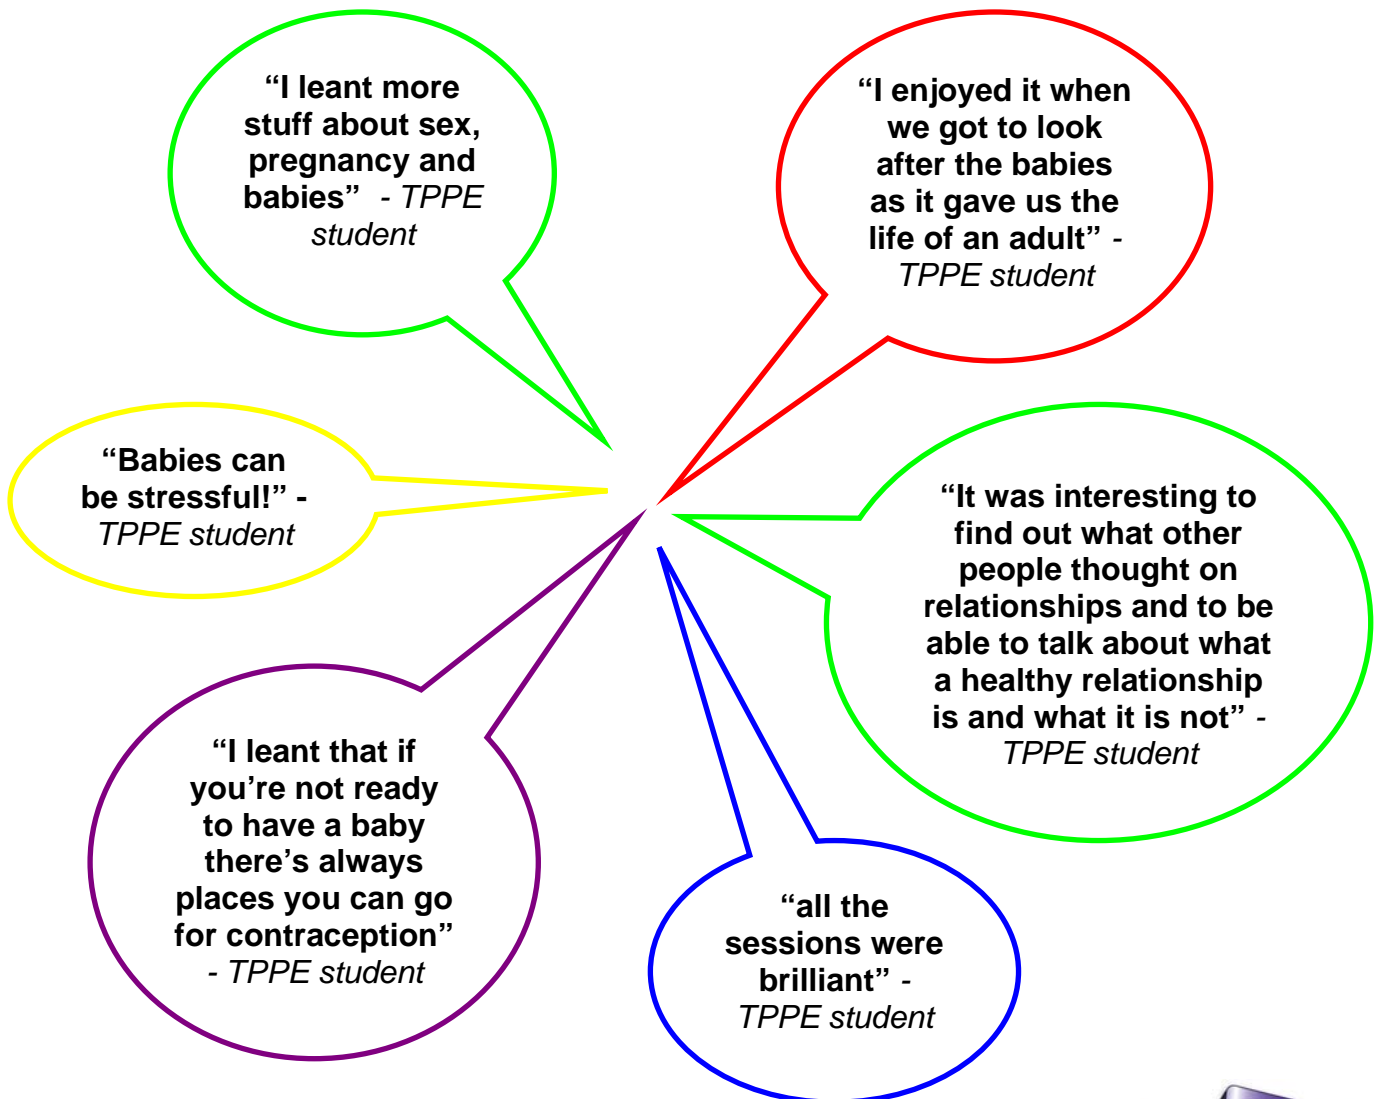 “I leant more
stuff about sex,
pregnancy and
babies” - TPPE
student
“I enjoyed it when
we got to look
after the babies
as it gave us the
life of an adult” -
TPPE student
“Babies can
be stressful!” -
TPPE student
“It was interesting to
find out what other
people thought on
relationships and to be
able to talk about what
a healthy relationship
is and what it is not” -
TPPE student
“I leant that if
you’re not ready
to have a baby
there’s always
places you can go
for contraception”
- TPPE student
“all the
sessions were
brilliant” -
TPPE student